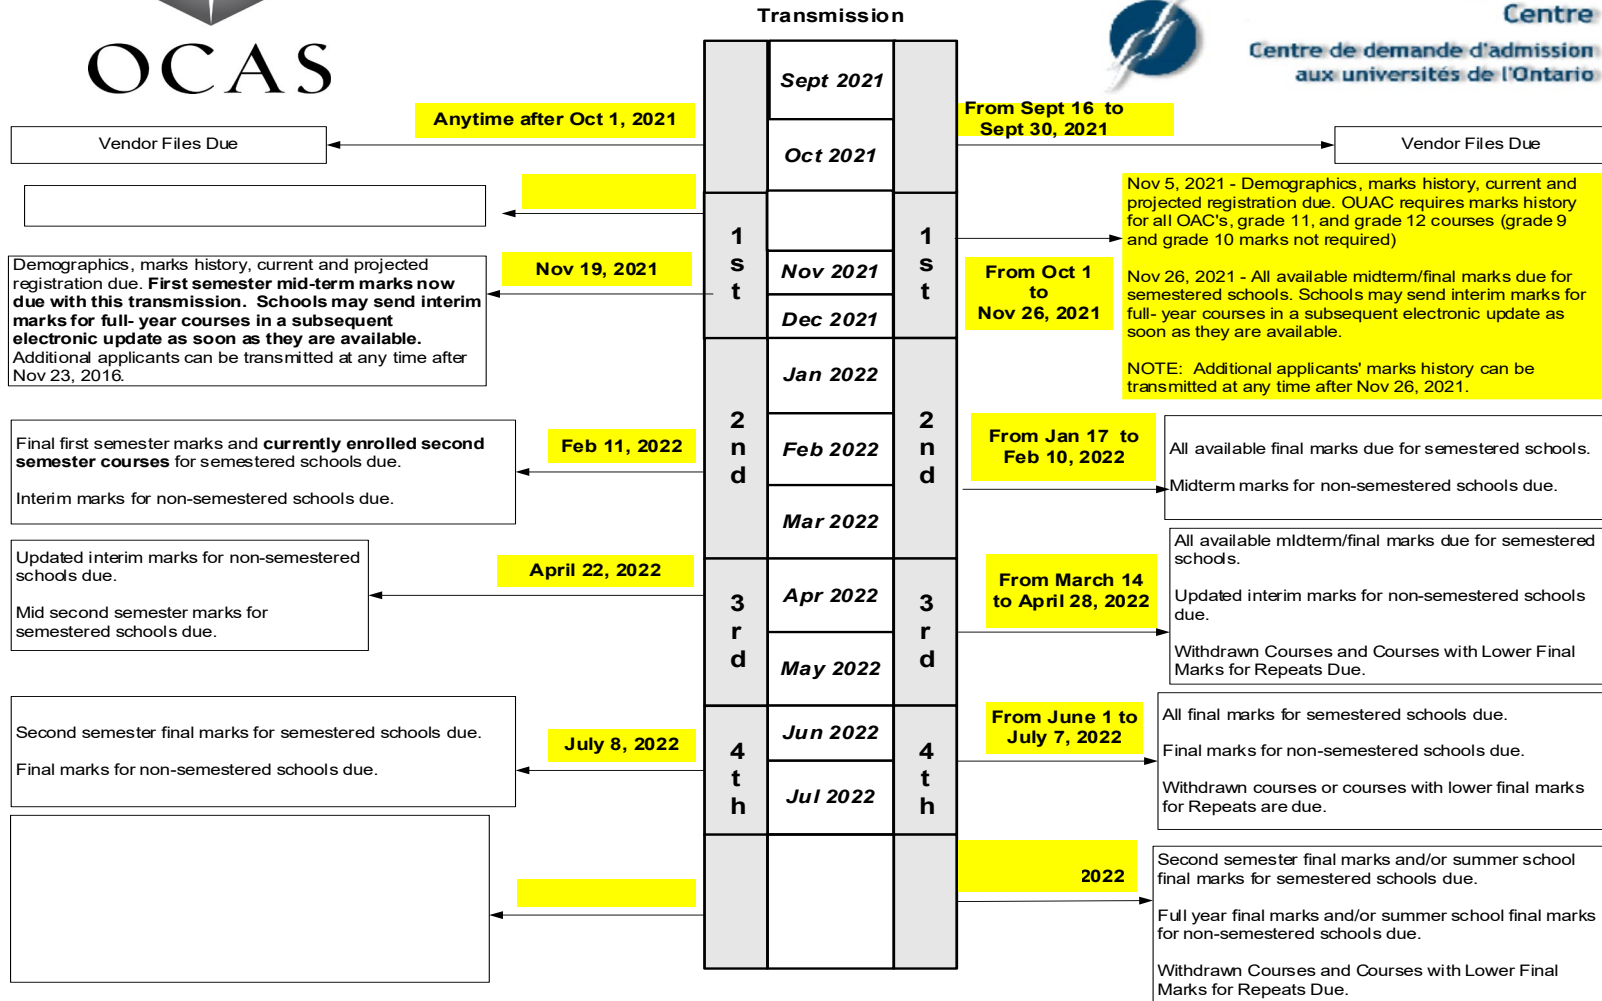 Transmission
OCAS
Centre
Centre de demande d'admission
aux universités de l'Ontario
Sept 2021
Anytime after Oct 1, 2021
From Sept 16 to
Sept 30, 2021
Vendor Files Due
Oct 2021
Vendor Files Due
1st
1st
Nov 5, 2021 - Demographics, marks history, current and
projected registration due. OUAC requires marks history
for all OAC's, grade 11, and grade 12 courses (grade 9
and grade 10 marks not required)
Nov 26, 2021 - All available midterm/final marks due for
semestered schools. Schools may send interim marks for
full- year courses in a subsequent electronic update as
soon as they are available.
NOTE: Additional applicants' marks history can be
transmitted at any time after Nov 26, 2021.
Demographics, marks history, current and projected
registration due. First semester mid-term marks now
due with this transmission. Schools may send interim
marks for full- year courses in a subsequent
electronic update as soon as they are available.
Additional applicants can be transmitted at any time after
Nov 23, 2016.
Nov 19, 2021
Nov 2021
From Oct 1
to
Nov 26, 2021
Dec 2021
Jan 2022
2nd
2nd
Final first semester marks and currently enrolled second
semester courses for semestered schools due.
Interim marks for non-semestered schools due.
Feb 11, 2022
Feb 2022
From Jan 17 to
Feb 10, 2022
All available final marks due for semestered schools.
Midterm marks for non-semestered schools due.
Mar 2022
Updated interim marks for non-semestered
schools due.
Mid second semester marks for
semestered schools due.
April 22, 2022
3rd
Apr 2022
3rd
From March 14
to April 28, 2022
All available midterm/final marks due for semestered
schools.
Updated interim marks for non-semestered schools
due.
Withdrawn Courses and Courses with Lower Final
Marks for Repeats Due.
May 2022
Second semester final marks for semestered schools due.
Final marks for non-semestered schools due.
July 8, 2022
4th
Jun 2022
4th
From June 1 to
July 7, 2022
All final marks for semestered schools due.
Final marks for non-semestered schools due.
Withdrawn courses or courses with lower final marks
for Repeats are due.
Jul 2022
2022
Second semester final marks and/or summer school
final marks for semestered schools due.
Full year final marks and/or summer school final marks
for non-semestered schools due.
Withdrawn Courses and Courses with Lower Final
Marks for Repeats Due.